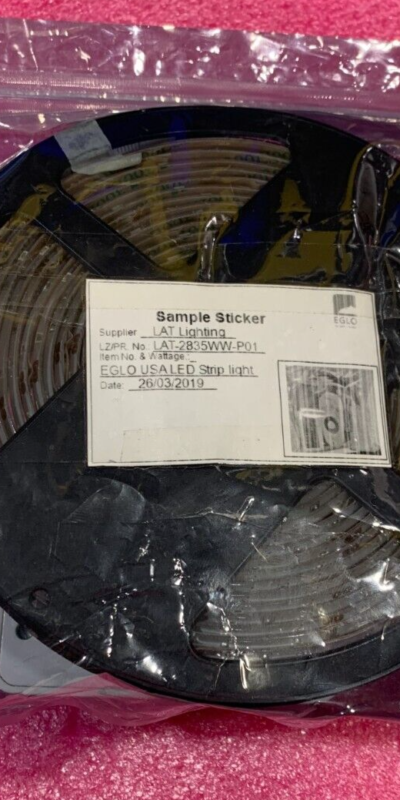 EGLO
Sample Sticker
Supplier LAT Lighting
LZ/PR. No.: LAT-2835WW-P01
Item No. & Wattage:
EGLO USA LED Strip light
Date: 26/03/2019